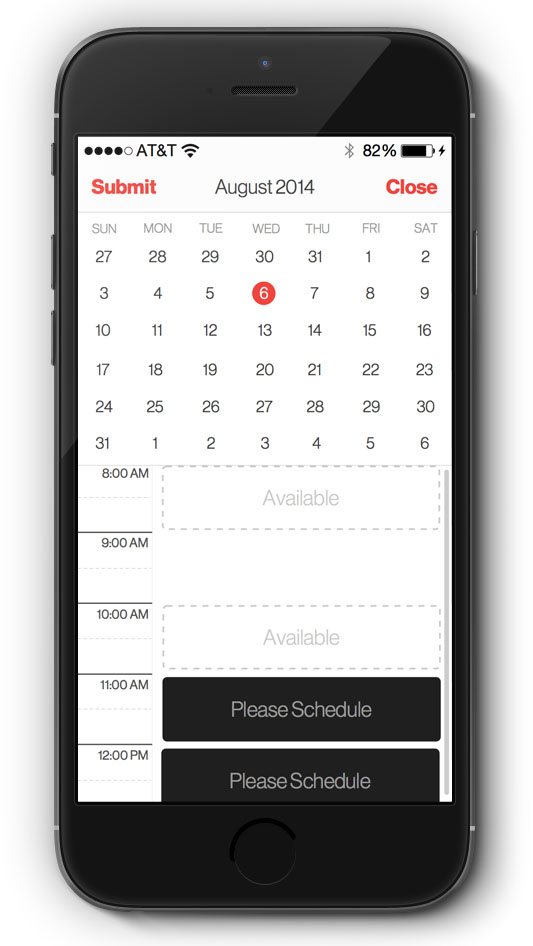 AT&T 82%
Submit August 2014 Close
SUN MON TUE WED THU FRI SAT
27 28 29 30 31 1 2
3 4 5 6 7 8 9
10 11 12 13 14 15 16
17 18 19 20 21 22 23
24 25 26 27 28 29 30
31 1 2 3 4 5 6
8:00 AM
Available
9:00 AM
10:00 AM
Available
11:00 AM
Please Schedule
12:00 PM
Please Schedule